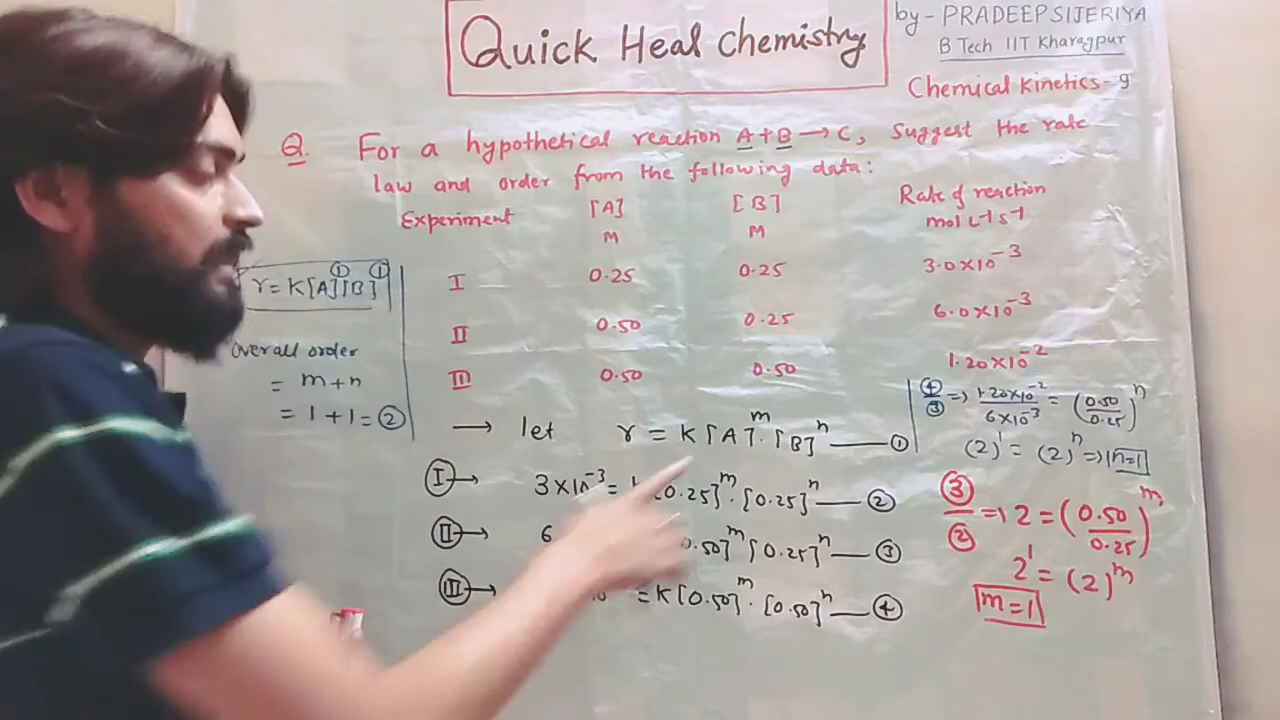 Quick Heal Chemistry
by- PRADEEP SIJERIYA
B Tech IIT Kharagpur
Chemical Kinetics-9
Q. For a hypothetical reaction A+B→C, Suggest the rate
law and order from the following data:
Experiment [A] [B] Rate of reaction
M M mol L⁻¹ s⁻¹
I 0.25 0.25 3.0×10⁻³
II 0.50 0.25 6.0×10⁻³
III 0.50 0.50 1.20×10⁻²
→ let r = K[A]ᵐ·[B]ⁿ — ①
Ⓘ→ 3×10⁻³ = [0.25]ᵐ·[0.25]ⁿ — ②
Ⓘⓘ→ 6 0.50]ᵐ[0.25]ⁿ — ③
Ⓘⓘⓘ→ = K[0.50]ᵐ·[0.50]ⁿ — ④
r = K[A]①[B]①
Overall order
= m+n
= 1+1 = ②
④/③ => 1.20×10⁻²/6×10⁻³ = (0.50/0.25)ⁿ
(2)¹ = (2)ⁿ => n=1
③/② => 2 = (0.50/0.25)ᵐ
2¹ = (2)ᵐ
m=1